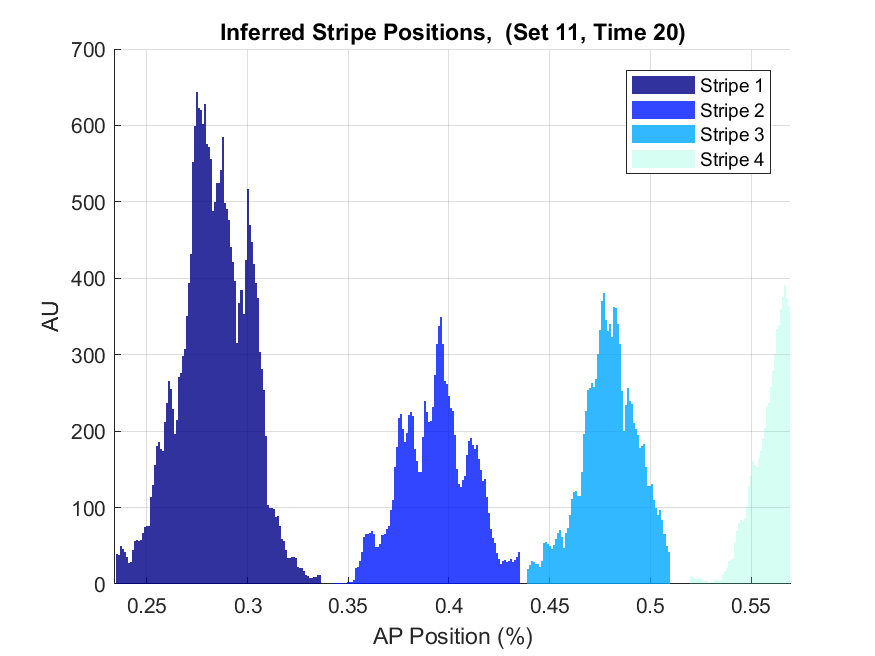 Inferred Stripe Positions,  (Set 11, Time 20)
700
600
500
400
300
200
100
0
AU
Stripe 1
Stripe 2
Stripe 3
Stripe 4
0.25 0.3 0.35 0.4 0.45 0.5 0.55
AP Position (%)